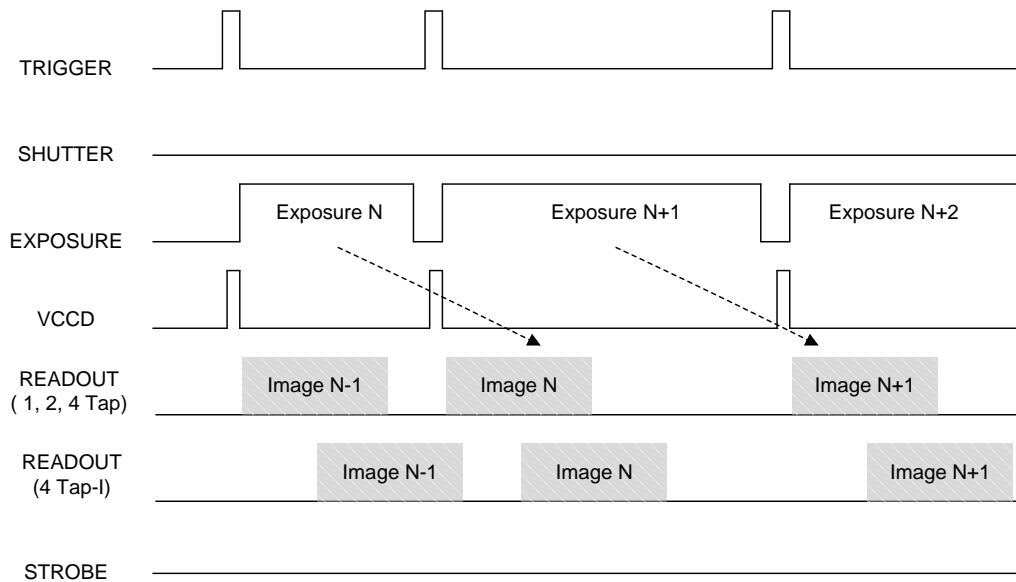 TRIGGER
SHUTTER
Exposure N
Exposure N+1
Exposure N+2
EXPOSURE
VCCD
READOUT
( 1, 2, 4 Tap)
Image N-1
Image N
Image N+1
READOUT
(4 Tap-I)
Image N-1
Image N
Image N+1
STROBE